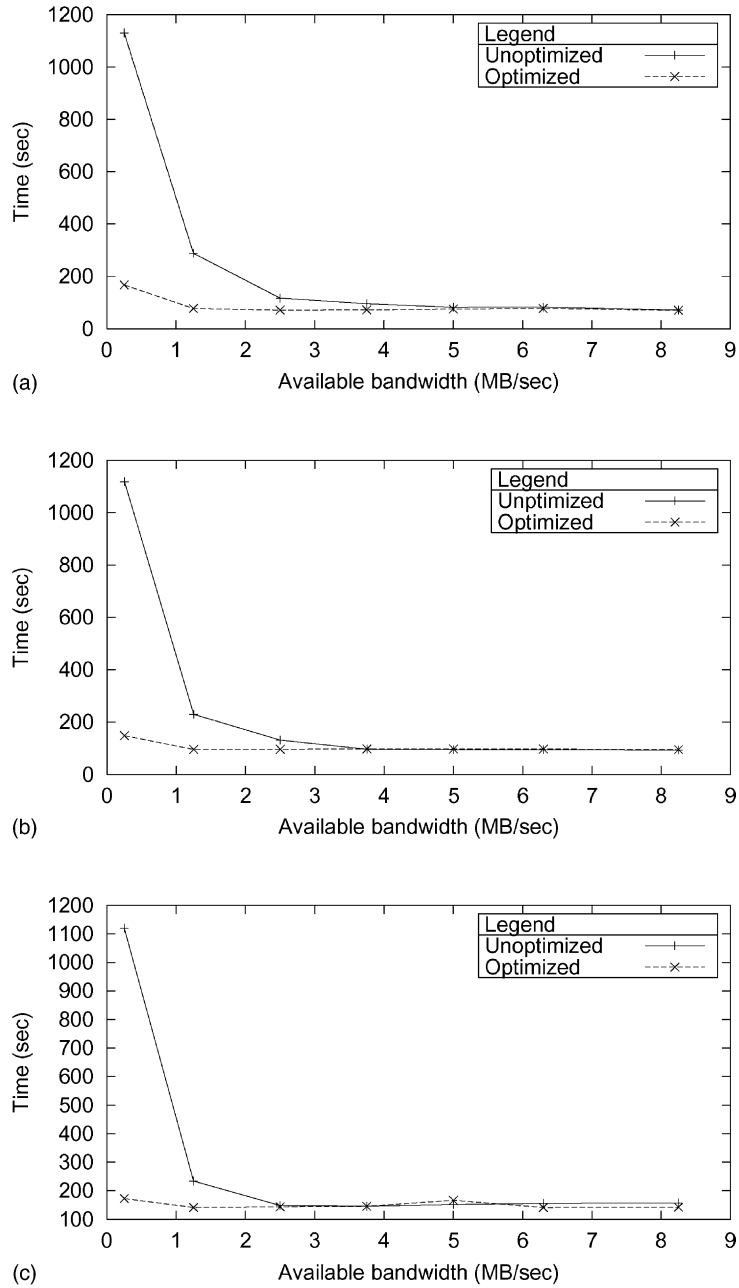 1200
1000
800
600
400
200
0
Time (sec)
Legend
Unoptimized
Optimized
0 1 2 3 4 5 6 7 8 9
Available bandwidth (MB/sec)
(a)
1200
1000
800
600
400
200
0
Time (sec)
Legend
Unptimized
Optimized
0 1 2 3 4 5 6 7 8 9
Available bandwidth (MB/sec)
(b)
1200
1100
1000
900
800
700
600
500
400
300
200
100
Time (sec)
Legend
Unoptimized
Optimized
0 1 2 3 4 5 6 7 8 9
Available bandwidth (MB/sec)
(c)